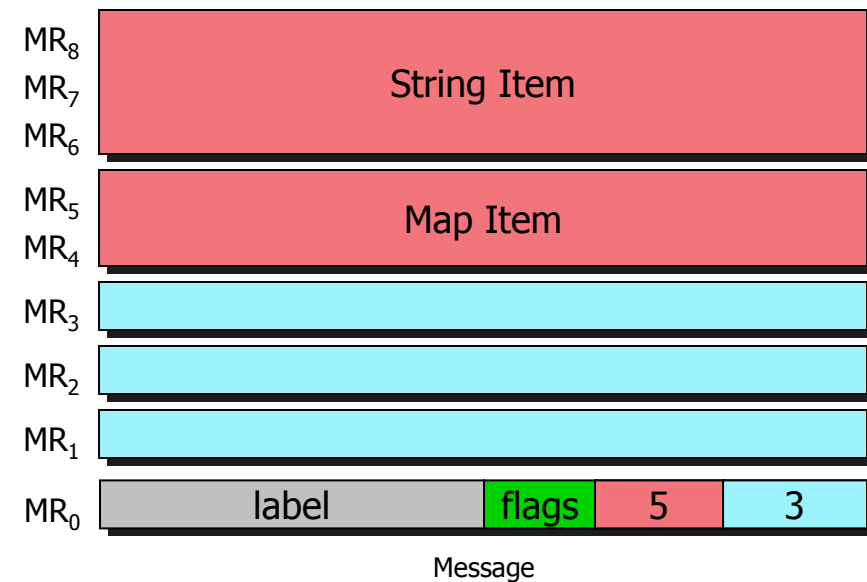 MR8
MR7
MR6
String Item
MR5
MR4
Map Item
MR3
MR2
MR1
MR0 label flags 5 3
Message